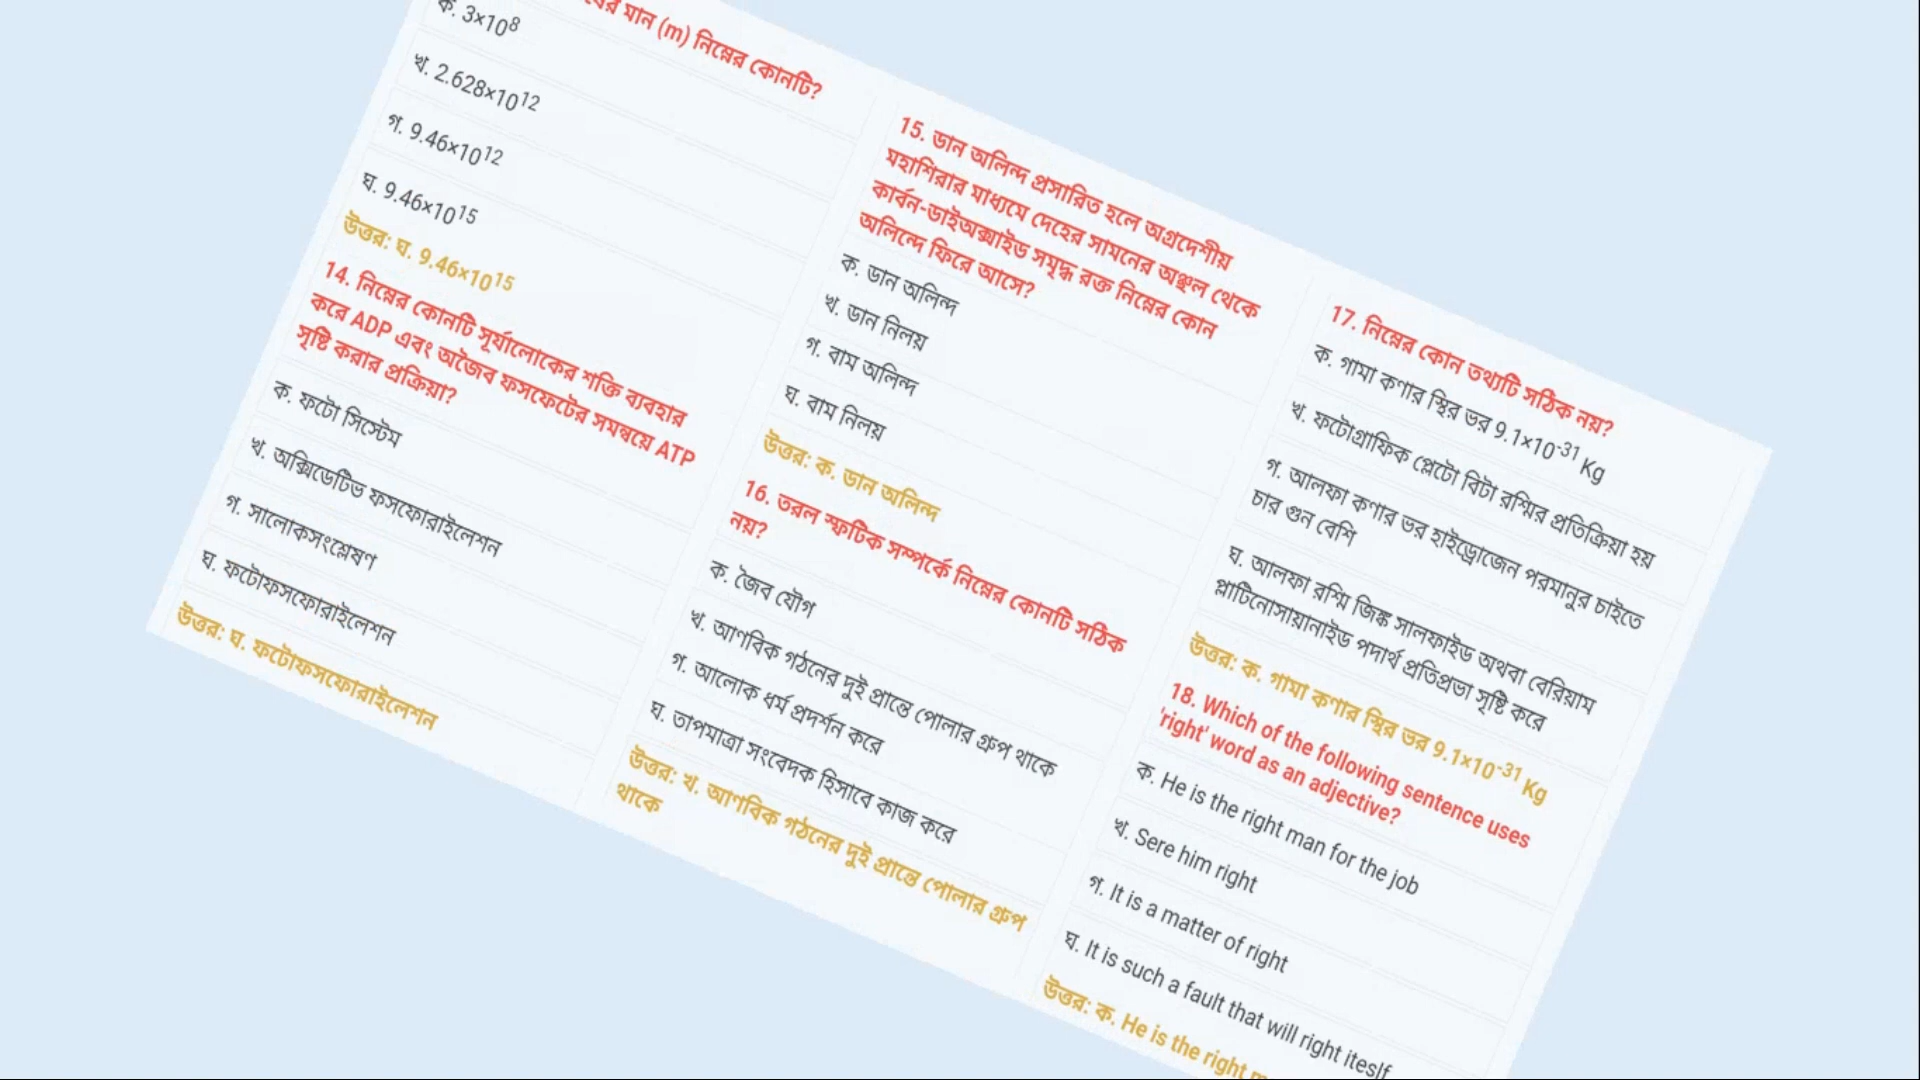 মান (m) নিম্নের কোনটি?
ক. 3×10⁸
খ. 2.628×10¹²
গ. 9.46×10¹²
ঘ. 9.46×10¹⁵
উত্তর: ঘ. 9.46×10¹⁵
14. নিম্নের কোনটি সূর্যালোকের শক্তি ব্যবহার
করে ADP এবং অজৈব ফসফেটের সমন্বয়ে ATP
সৃষ্টি করার প্রক্রিয়া?
ক. ফটো সিস্টেম
খ. অক্সিডেটিভ ফসফোরাইলেশন
গ. সালোকসংশ্লেষণ
ঘ. ফটোফসফোরাইলেশন
উত্তর: ঘ. ফটোফসফোরাইলেশন
15. ডান অলিন্দ প্রসারিত হলে অগ্রদেশীয়
মহাশিরার মাধ্যমে দেহের সামনের অঞ্চল থেকে
কার্বন-ডাইঅক্সাইড সমৃদ্ধ রক্ত নিম্নের কোন
অলিন্দে ফিরে আসে?
ক. ডান অলিন্দ
খ. ডান নিলয়
গ. বাম অলিন্দ
ঘ. বাম নিলয়
উত্তর: ক. ডান অলিন্দ
16. তরল স্ফটিক সম্পর্কে নিম্নের কোনটি সঠিক
নয়?
ক. জৈব যৌগ
খ. আণবিক গঠনের দুই প্রান্তে পোলার গ্রুপ থাকে
গ. আলোক ধর্ম প্রদর্শন করে
ঘ. তাপমাত্রা সংবেদক হিসাবে কাজ করে
উত্তর: খ. আণবিক গঠনের দুই প্রান্তে পোলার গ্রুপ
থাকে
17. নিম্নের কোন তথ্যটি সঠিক নয়?
ক. গামা কণার স্থির ভর 9.1×10⁻³¹ Kg
খ. ফটোগ্রাফিক প্লেটো বিটা রশ্মির প্রতিক্রিয়া হয়
গ. আলফা কণার ভর হাইড্রোজেন পরমানুর চাইতে
চার গুন বেশি
ঘ. আলফা রশ্মি জিঙ্ক সালফাইড অথবা বেরিয়াম
প্লাটিনোসায়ানাইড পদার্থ প্রতিপ্রভা সৃষ্টি করে
উত্তর: ক. গামা কণার স্থির ভর 9.1×10⁻³¹ Kg
18. Which of the following sentence uses
'right' word as an adjective?
ক. He is the right man for the job
খ. Sere him right
গ. It is a matter of right
ঘ. It is such a fault that will right iteslf
উত্তর: ক. He is the right